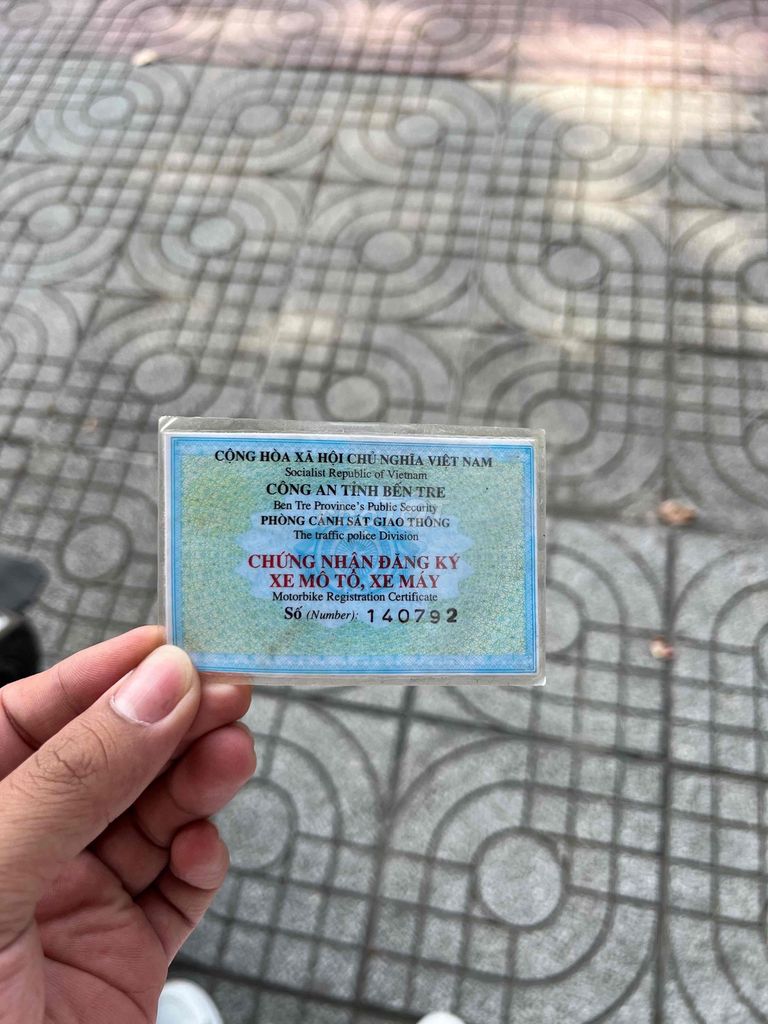 CỘNG HÒA XÃ HỘI CHỦ NGHĨA VIỆT NAM
Socialist Republic of Vietnam
CÔNG AN TỈNH BẾN TRE
Ben Tre Province's Public Security
PHÒNG CẢNH SÁT GIAO THÔNG
The traffic police Division
CHỨNG NHẬN ĐĂNG KÝ
XE MÔ TÔ, XE MÁY
Motorbike Registration Certificate
Số (Number): 140792